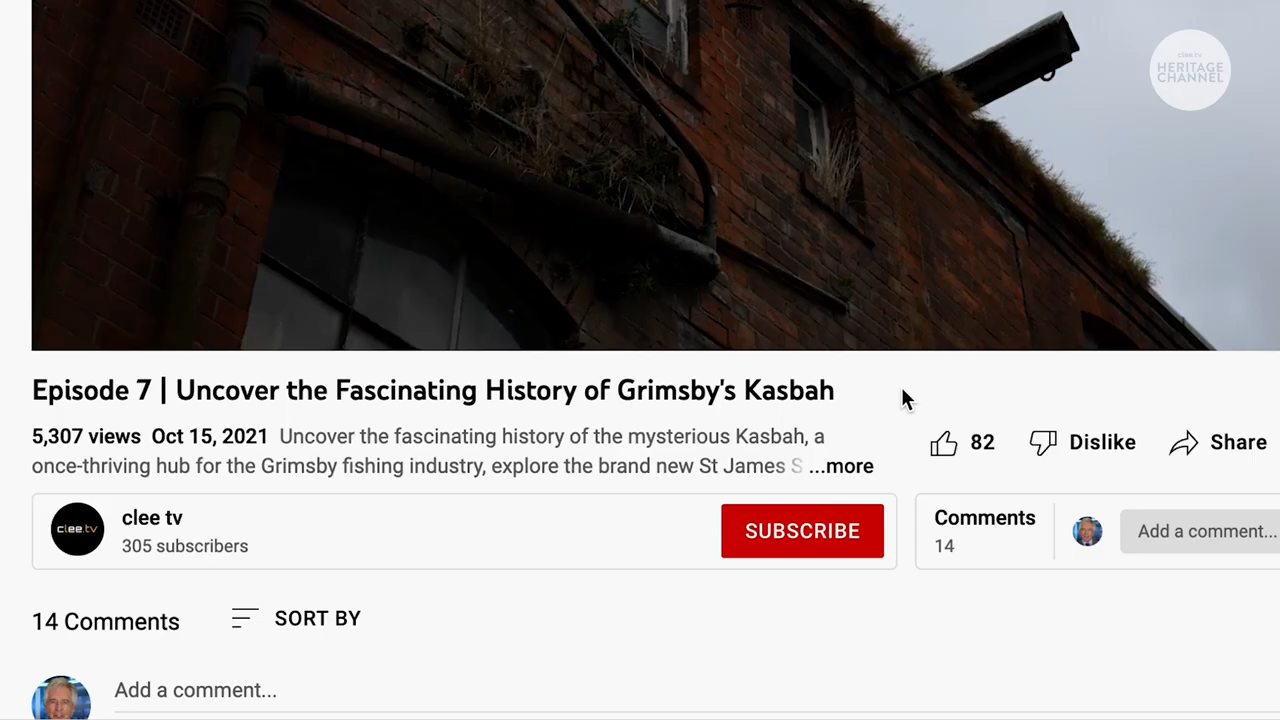 clee.tv
HERITAGE
CHANNEL
Episode 7 | Uncover the Fascinating History of Grimsby's Kasbah
5,307 views Oct 15, 2021 Uncover the fascinating history of the mysterious Kasbah, a
once-thriving hub for the Grimsby fishing industry, explore the brand new St James S ...more
82
Dislike
Share
clee.tv
clee tv
305 subscribers
SUBSCRIBE
Comments
14
Add a comment...
14 Comments
SORT BY
Add a comment...